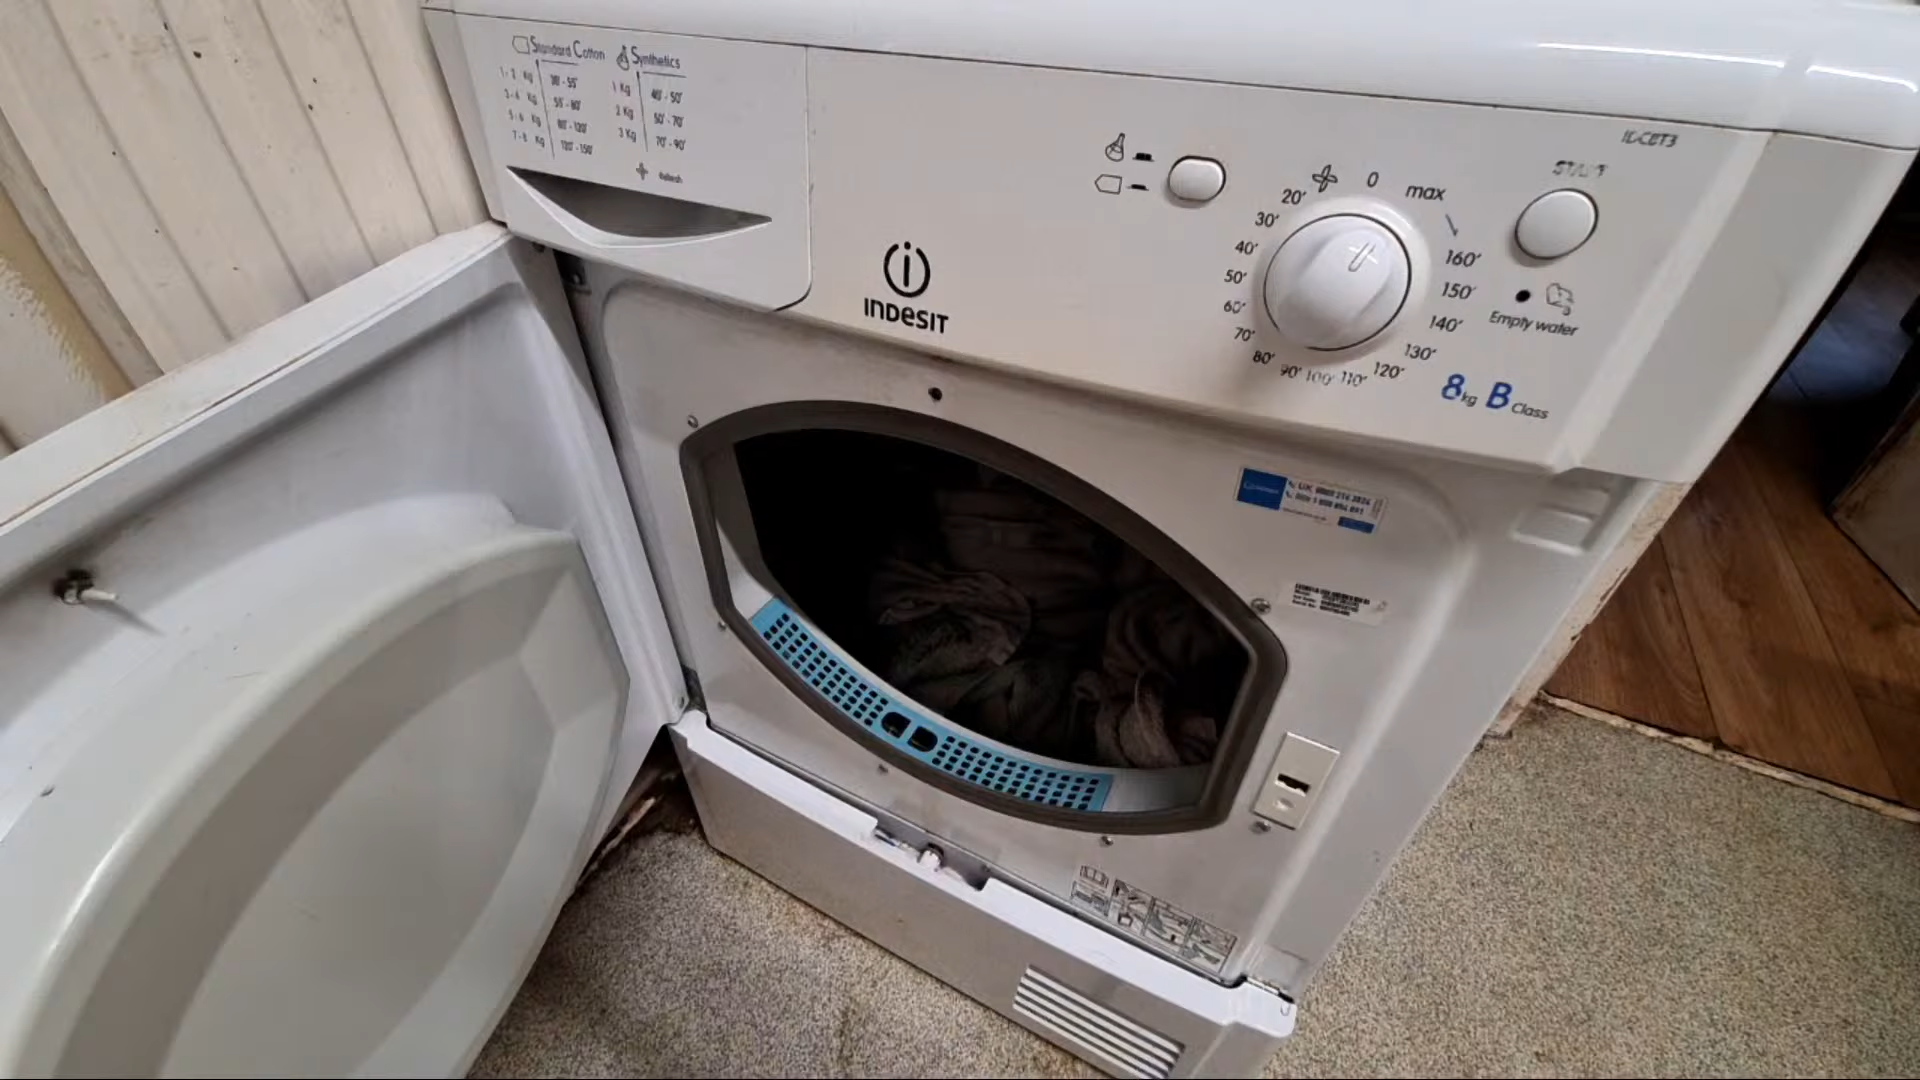 Standard Cotton
Synthetics
1 - 2 Kg 30' - 55'
3 - 4 Kg 55' - 80'
5 - 6 Kg 80' - 120'
7 - 8 Kg 120' - 150'
1 Kg 40' - 50'
2 Kg 50' - 70'
3 Kg 70' - 90'
Refresh
INDESIT
0
max
160'
150'
140'
130'
120'
110'
100'
90'
80'
70'
60'
50'
40'
30'
20'
START
Empty water
8kg B Class
UK